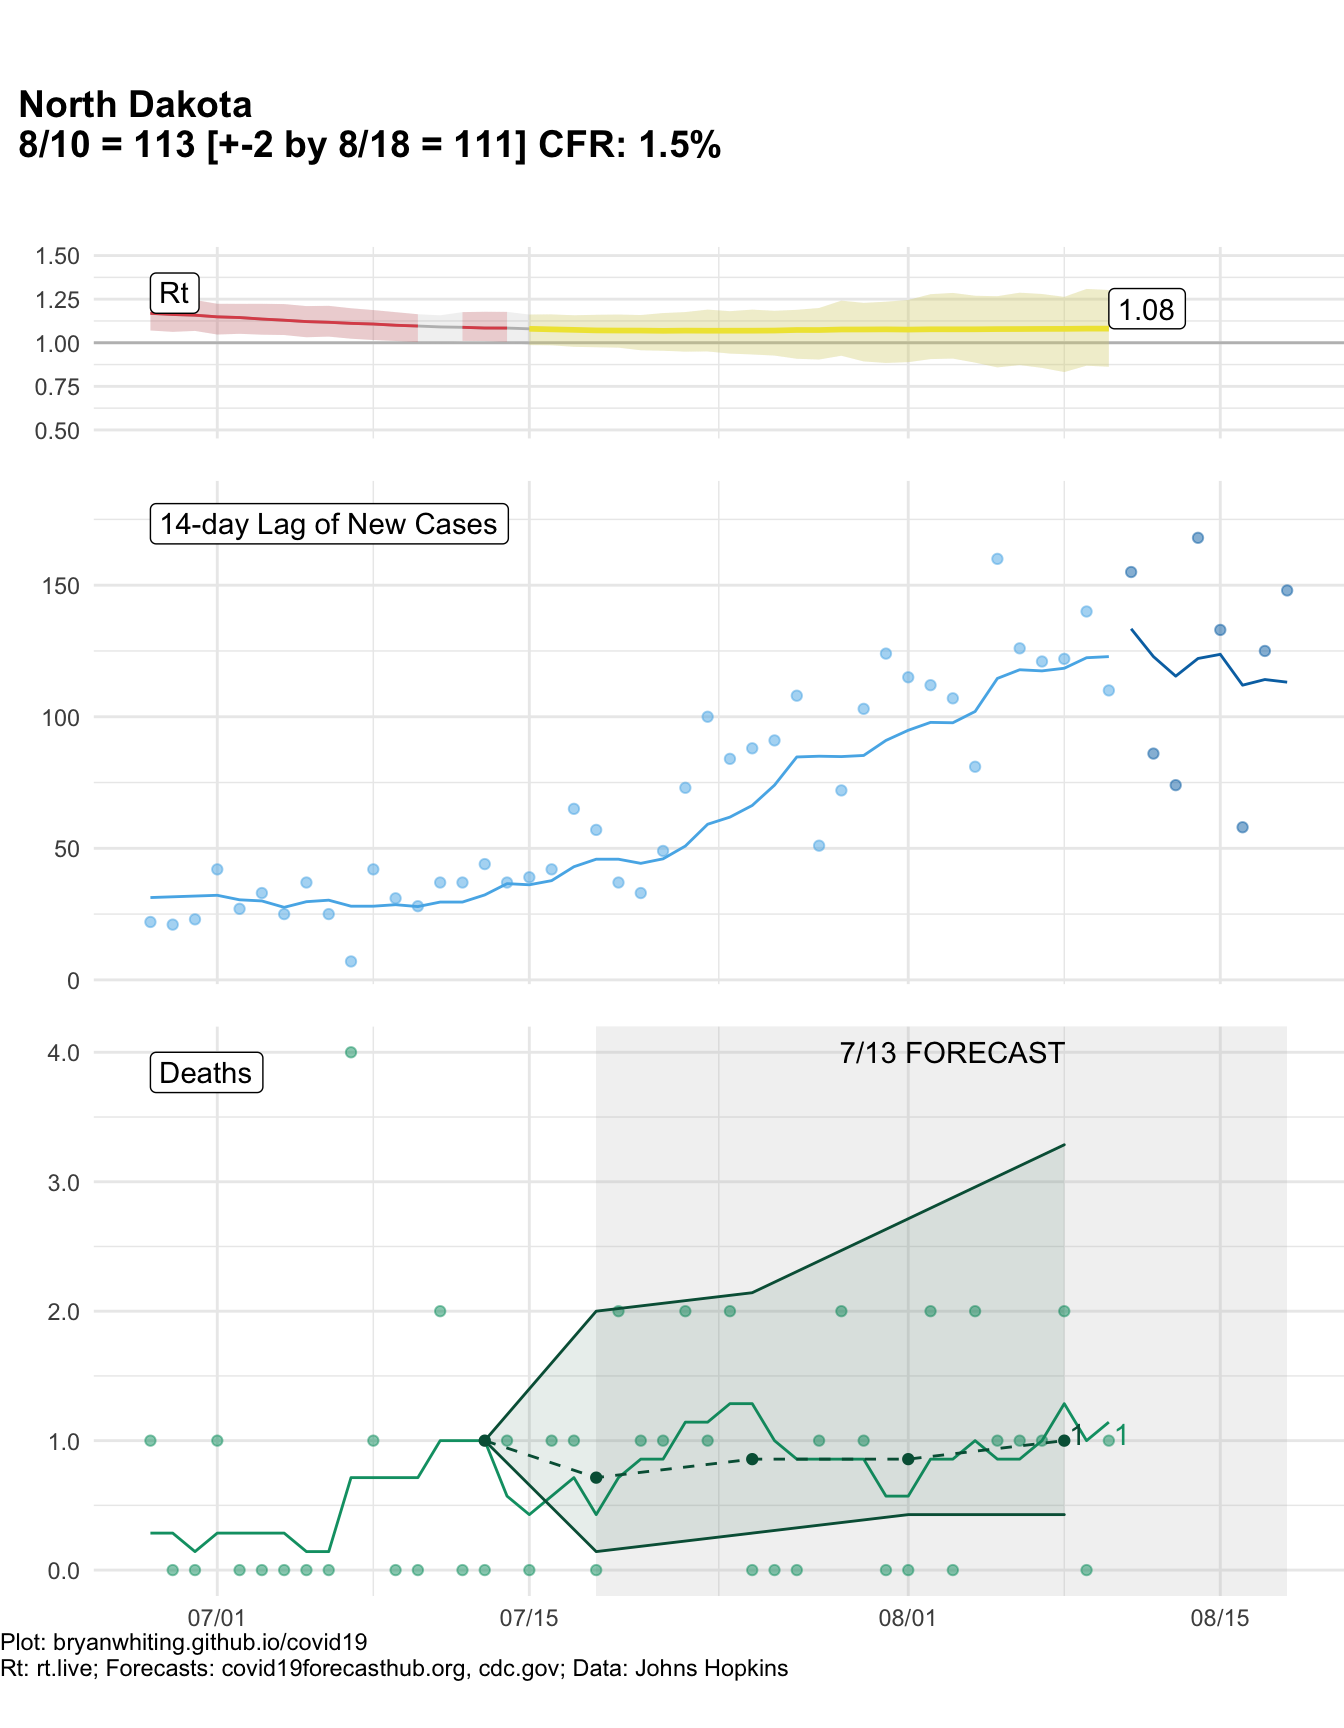 North Dakota
8/10 = 113 [+-2 by 8/18 = 111] CFR: 1.5%
1.50
1.25
1.00
0.75
0.50
Rt
1.08
14-day Lag of New Cases
150
100
50
0
Deaths
7/13 FORECAST
4.0
3.0
2.0
1.0
0.0
1
1
07/01
07/15
08/01
08/15
Plot: bryanwhiting.github.io/covid19
Rt: rt.live; Forecasts: covid19forecasthub.org, cdc.gov; Data: Johns Hopkins